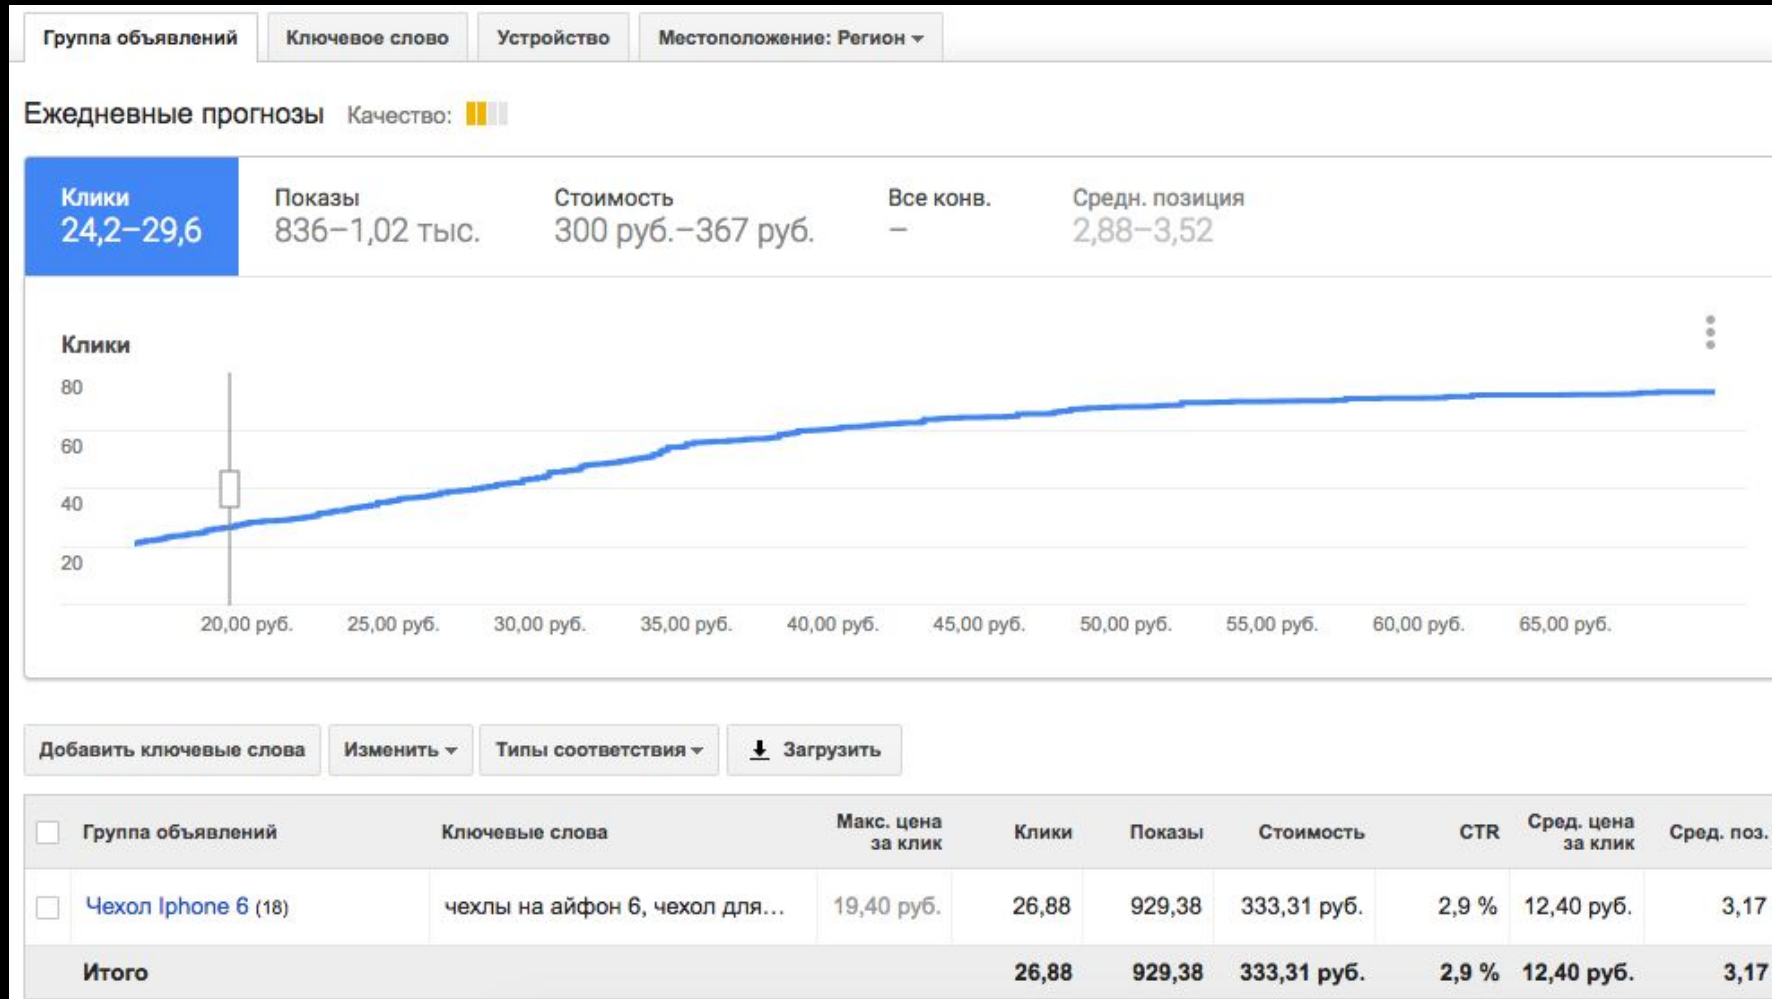 Группа объявлений Ключевое слово Устройство Местоположение: Регион
Ежедневные прогнозы Качество:
Клики Показы Стоимость Все конв. Средн. позиция
24,2–29,6 836–1,02 тыс. 300 руб.–367 руб. – 2,88–3,52
Клики
80
60
40
20
20,00 руб. 25,00 руб. 30,00 руб. 35,00 руб. 40,00 руб. 45,00 руб. 50,00 руб. 55,00 руб. 60,00 руб. 65,00 руб.
Добавить ключевые слова Изменить Типы соответствия Загрузить
Группа объявлений Ключевые слова Макс. цена за клик Клики Показы Стоимость CTR Сред. цена за клик Сред. поз.
Чехол Iphone 6 (18) чехлы на айфон 6, чехол для... 19,40 руб. 26,88 929,38 333,31 руб. 2,9 % 12,40 руб. 3,17
Итого 26,88 929,38 333,31 руб. 2,9 % 12,40 руб. 3,17